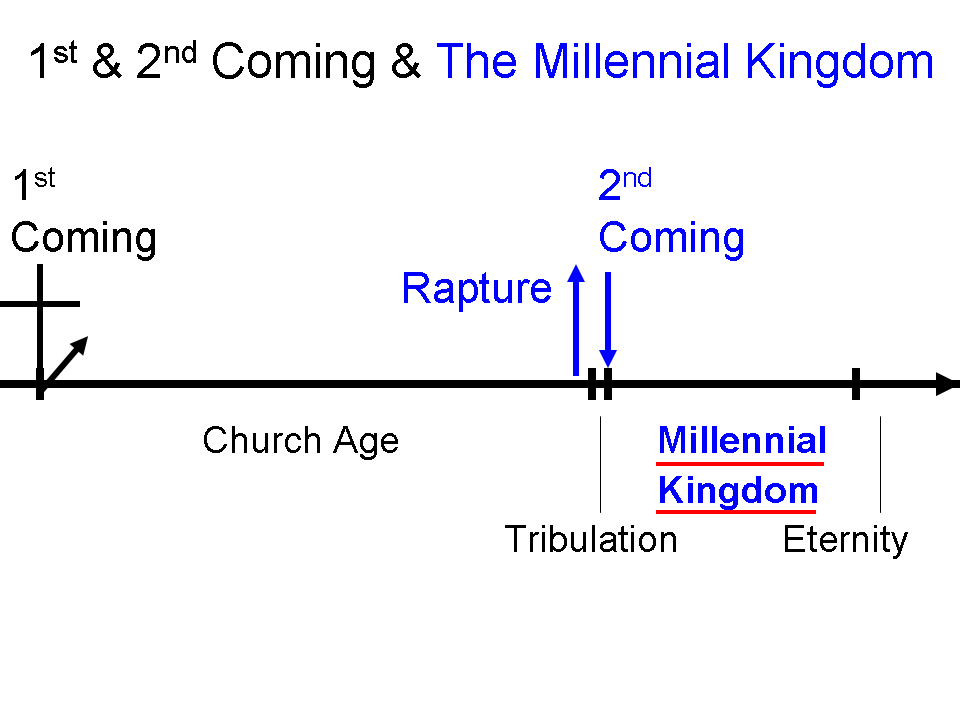 1st & 2nd Coming & The Millennial Kingdom
1st
Coming
2nd
Coming
Rapture
Church Age
Millennial
Kingdom
Tribulation
Eternity